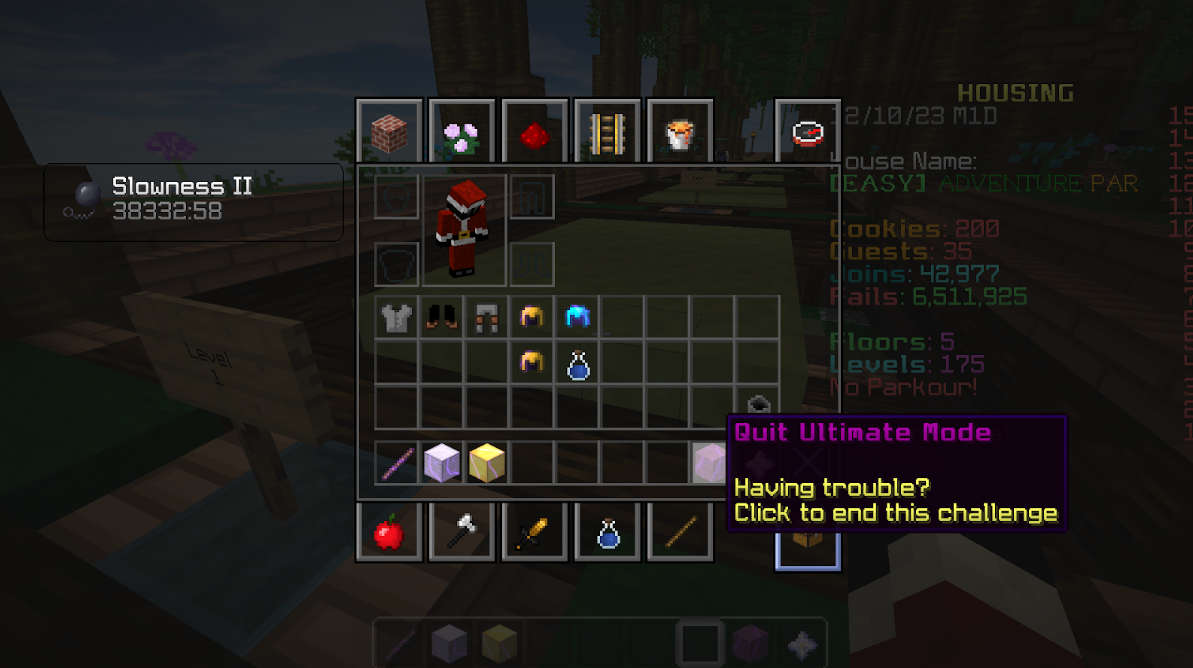 HOUSING
12/10/23 M1D
House Name:
[EASY] ADVENTURE PAR
Cookies: 200
Guests: 35
Joins: 42,977
Fails: 6,511,925
Floors: 5
Levels: 175
No Parkour!
Slowness II
38332:58
Level
1
Quit Ultimate Mode
Having trouble?
Click to end this challenge
15
14